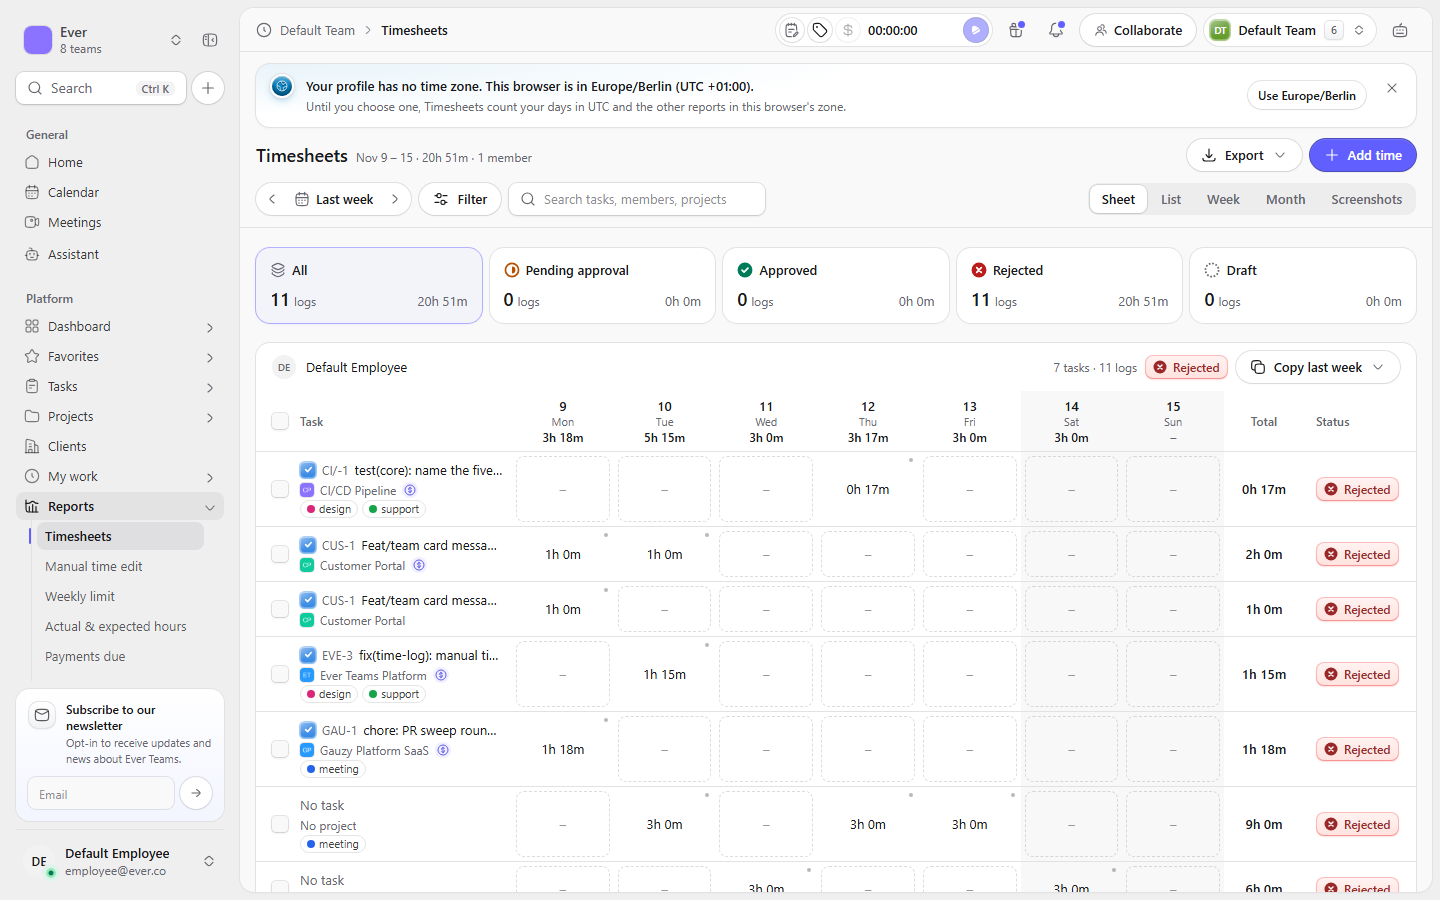 Ever
8 teams
Search
Ctrl K
General
Home
Calendar
Meetings
Assistant
Platform
Dashboard
Favorites
Tasks
Projects
Clients
My work
Reports
Timesheets
Manual time edit
Weekly limit
Actual & expected hours
Payments due
Subscribe to our
newsletter
Opt-in to receive updates and
news about Ever Teams.
Email
DE
Default Employee
employee@ever.co
Default Team
Timesheets
00:00:00
Collaborate
DT
Default Team
6
Your profile has no time zone. This browser is in Europe/Berlin (UTC +01:00).
Until you choose one, Timesheets count your days in UTC and the other reports in this browser's zone.
Use Europe/Berlin
Timesheets
Nov 9 – 15 · 20h 51m · 1 member
Export
Add time
Last week
Filter
Search tasks, members, projects
Sheet
List
Week
Month
Screenshots
All
11 logs
20h 51m
Pending approval
0 logs
0h 0m
Approved
0 logs
0h 0m
Rejected
11 logs
20h 51m
Draft
0 logs
0h 0m
DE
Default Employee
7 tasks · 11 logs
Rejected
Copy last week
Task
9
Mon
3h 18m
10
Tue
5h 15m
11
Wed
3h 0m
12
Thu
3h 17m
13
Fri
3h 0m
14
Sat
3h 0m
15
Sun
–
Total
Status
CI/-1 test(core): name the five...
CP CI/CD Pipeline
design support
– – – 0h 17m – – – 0h 17m Rejected
CUS-1 Feat/team card messa...
CP Customer Portal
1h 0m 1h 0m – – – – – 2h 0m Rejected
CUS-1 Feat/team card messa...
CP Customer Portal
1h 0m – – – – – – 1h 0m Rejected
EVE-3 fix(time-log): manual ti...
ET Ever Teams Platform
design support
– 1h 15m – – – – – 1h 15m Rejected
GAU-1 chore: PR sweep roun...
GP Gauzy Platform SaaS
meeting
1h 18m – – – – – – 1h 18m Rejected
No task
No project
meeting
– 3h 0m – 3h 0m 3h 0m – – 9h 0m Rejected
No task
– – 3h 0m – – 3h 0m – 6h 0m Rejected